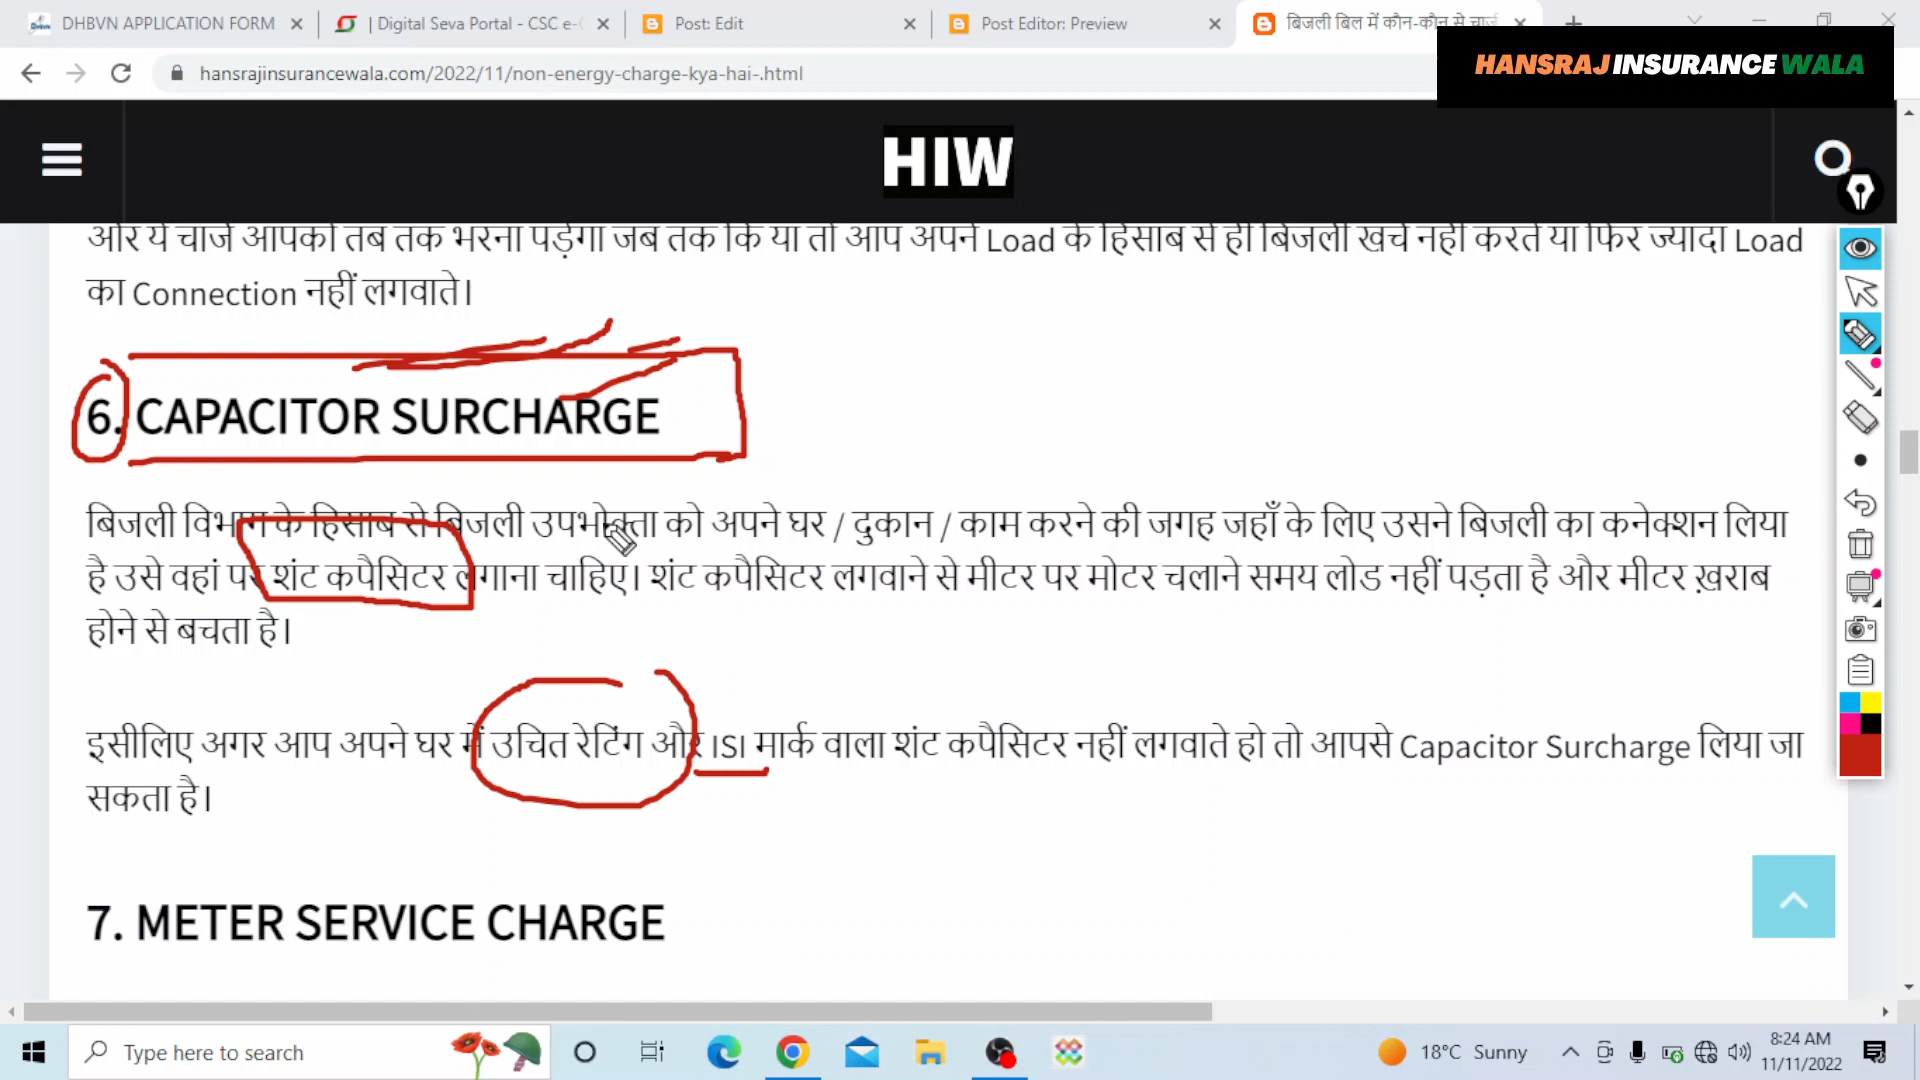 DHBVN APPLICATION FORM
| Digital Seva Portal - CSC e-G
Post: Edit
Post Editor: Preview
बिजली बिल में कौन-कौन से चार्ज
hansrajinsurancewala.com/2022/11/non-energy-charge-kya-hai-.html
HANSRAJ INSURANCE WALA
HIW
और ये चार्ज आपको तब तक भरना पड़ेगा जब तक कि या तो आप अपने Load के हिसाब से ही बिजली खर्च नहीं करते या फिर ज्यादा Load
का Connection नहीं लगवाते।
6. CAPACITOR SURCHARGE
बिजली विभाग के हिसाब से बिजली उपभोक्ता को अपने घर / दुकान / काम करने की जगह जहाँ के लिए उसने बिजली का कनेक्शन लिया
है उसे वहां पर शंट कपैसिटर लगाना चाहिए। शंट कपैसिटर लगवाने से मीटर पर मोटर चलाने समय लोड नहीं पड़ता है और मीटर ख़राब
होने से बचता है।
इसीलिए अगर आप अपने घर में उचित रेटिंग और ISI मार्क वाला शंट कपैसिटर नहीं लगवाते हो तो आपसे Capacitor Surcharge लिया जा
सकता है।
7. METER SERVICE CHARGE
Type here to search
18°C Sunny
8:24 AM
11/11/2022